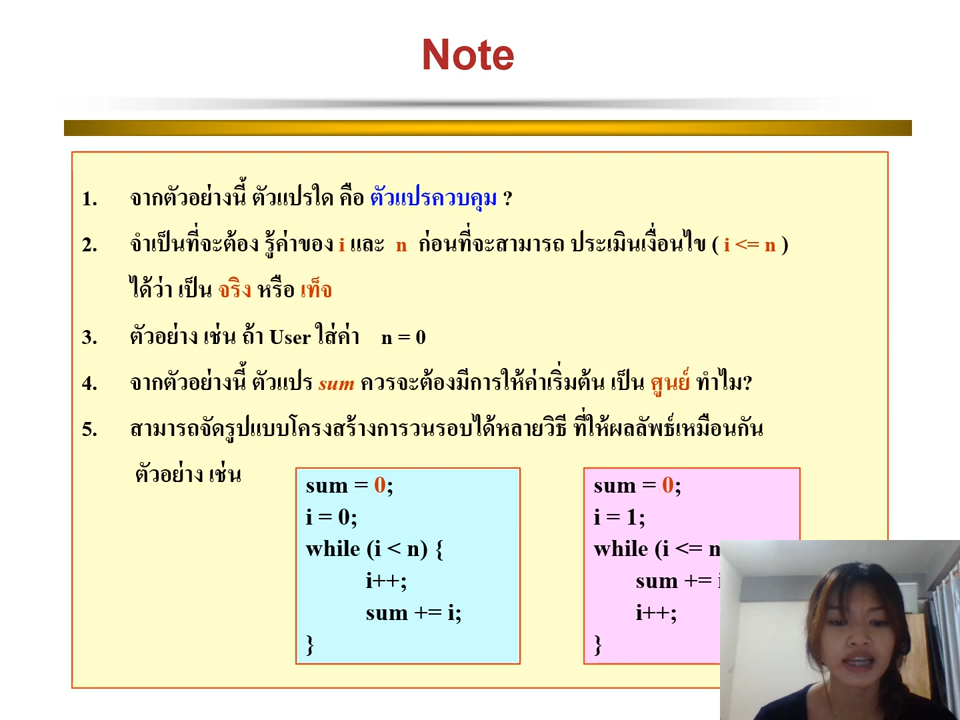 Note
1. จากตัวอย่างนี้ ตัวแปรใด คือ ตัวแปรควบคุม ?
2. จำเป็นที่จะต้อง รู้ค่าของ i และ n ก่อนที่จะสามารถ ประเมินเงื่อนไข ( i <= n )
ได้ว่า เป็น จริง หรือ เท็จ
3. ตัวอย่าง เช่น ถ้า User ใส่ค่า n = 0
4. จากตัวอย่างนี้ ตัวแปร sum ควรจะต้องมีการให้ค่าเริ่มต้น เป็น ศูนย์ ทำไม?
5. สามารถจัดรูปแบบโครงสร้างการวนรอบได้หลายวิธี ที่ให้ผลลัพธ์เหมือนกัน
ตัวอย่าง เช่น
sum = 0;
i = 0;
while (i < n) {
i++;
sum += i;
}
sum = 0;
i = 1;
while (i <= n
sum += i
i++;
}